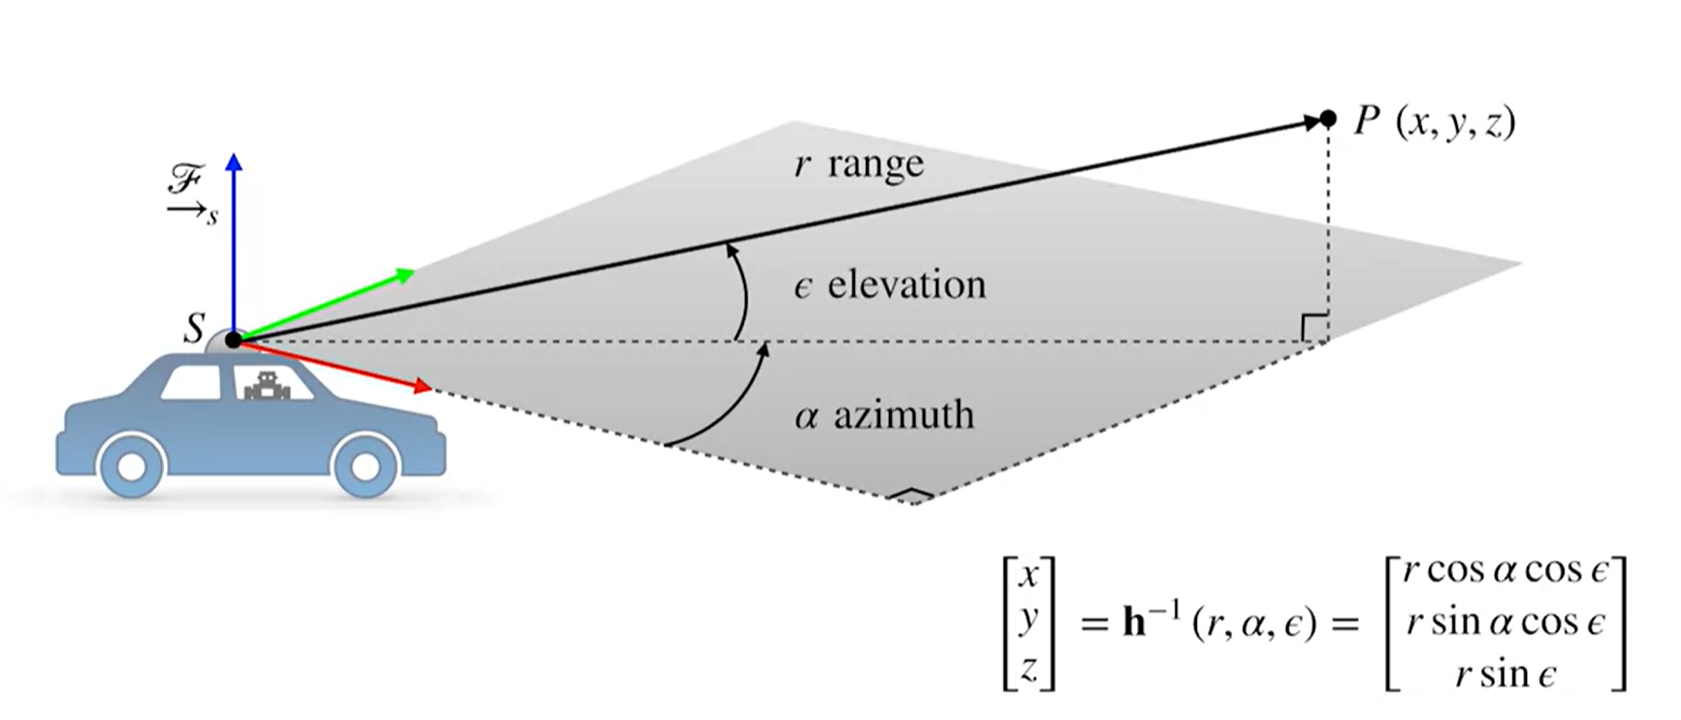 P (x, y, z)
r range
ℱ
→s
ϵ elevation
S
α azimuth
[x y z] = h⁻¹ (r, α, ϵ) = [r cos α cos ϵ
r sin α cos ϵ
r sin ϵ]